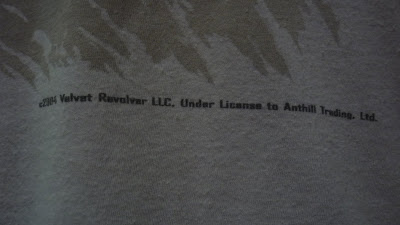 ©2004 Velvet Revolver LLC. Under License to Anthill Trading, Ltd.